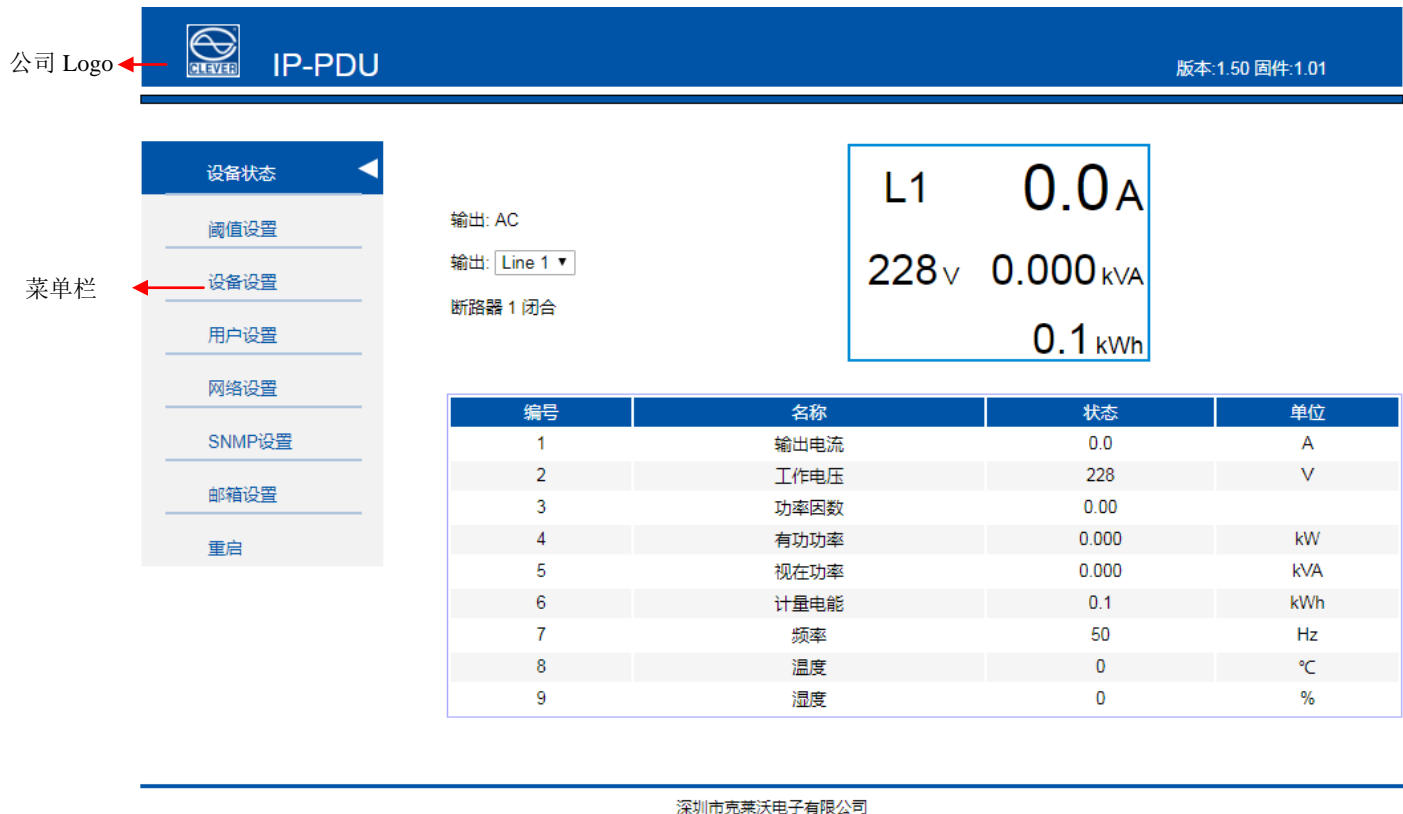 公司 Logo
CLEVER
IP-PDU
版本:1.50 固件:1.01
菜单栏
设备状态
阈值设置
设备设置
用户设置
网络设置
SNMP设置
邮箱设置
重启
输出: AC
输出: Line 1
断路器 1 闭合
L1 0.0 A
228 V 0.000 kVA
0.1 kWh
编号 名称 状态 单位
1 输出电流 0.0 A
2 工作电压 228 V
3 功率因数 0.00
4 有功功率 0.000 kW
5 视在功率 0.000 kVA
6 计量电能 0.1 kWh
7 频率 50 Hz
8 温度 0 ℃
9 湿度 0 %
深圳市克莱沃电子有限公司